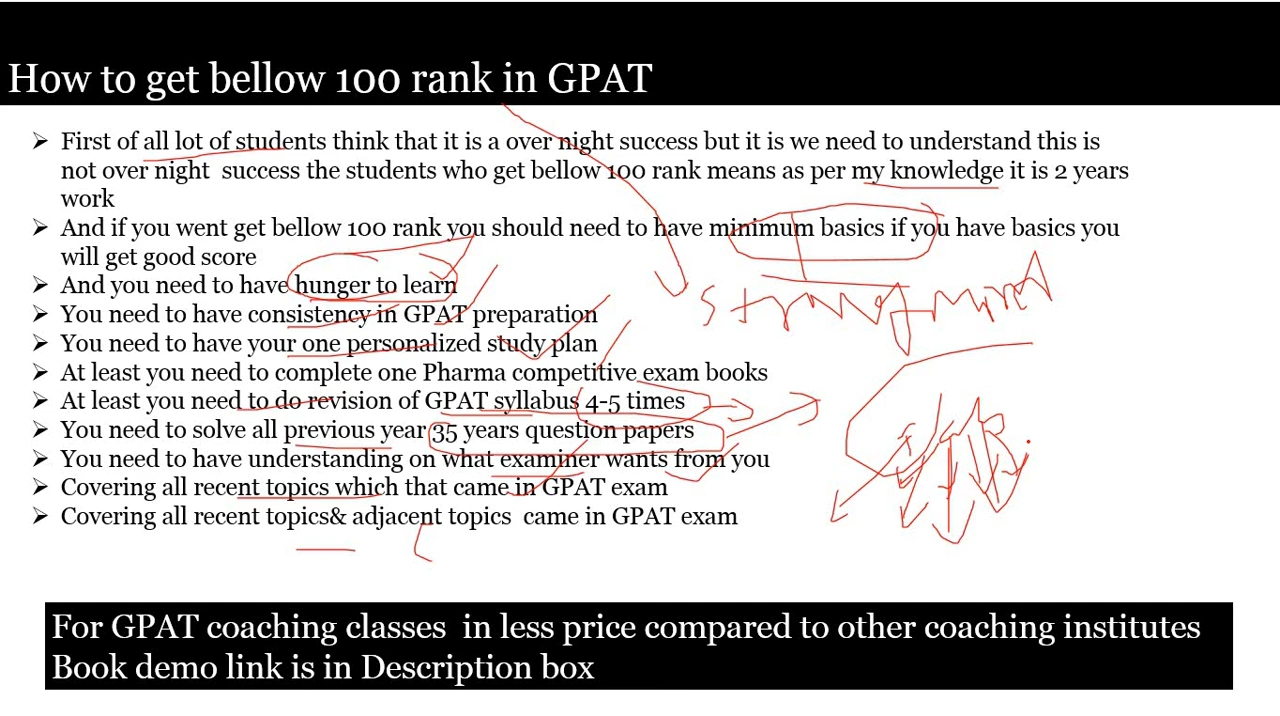 How to get bellow 100 rank in GPAT
➢ First of all lot of students think that it is a over night success but it is we need to understand this is
not over night success the students who get bellow 100 rank means as per my knowledge it is 2 years
work
➢ And if you went get bellow 100 rank you should need to have minimum basics if you have basics you
will get good score
➢ And you need to have hunger to learn
➢ You need to have consistency in GPAT preparation
➢ You need to have your one personalized study plan
➢ At least you need to complete one Pharma competitive exam books
➢ At least you need to do revision of GPAT syllabus 4-5 times
➢ You need to solve all previous year 35 years question papers
➢ You need to have understanding on what examiner wants from you
➢ Covering all recent topics which that came in GPAT exam
➢ Covering all recent topics& adjacent topics came in GPAT exam
For GPAT coaching classes in less price compared to other coaching institutes
Book demo link is in Description box